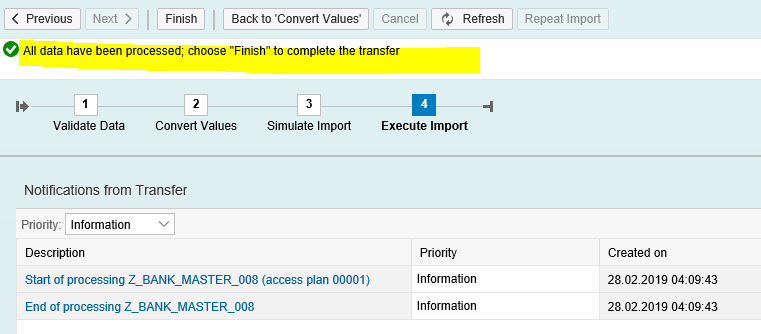 Previous Next Finish Back to 'Convert Values' Cancel Refresh Repeat Import
All data have been processed; choose "Finish" to complete the transfer
1 2 3 4
Validate Data Convert Values Simulate Import Execute Import
Notifications from Transfer
Priority: Information
Description Priority Created on
Start of processing Z_BANK_MASTER_008 (access plan 00001) Information 28.02.2019 04:09:43
End of processing Z_BANK_MASTER_008 Information 28.02.2019 04:09:43